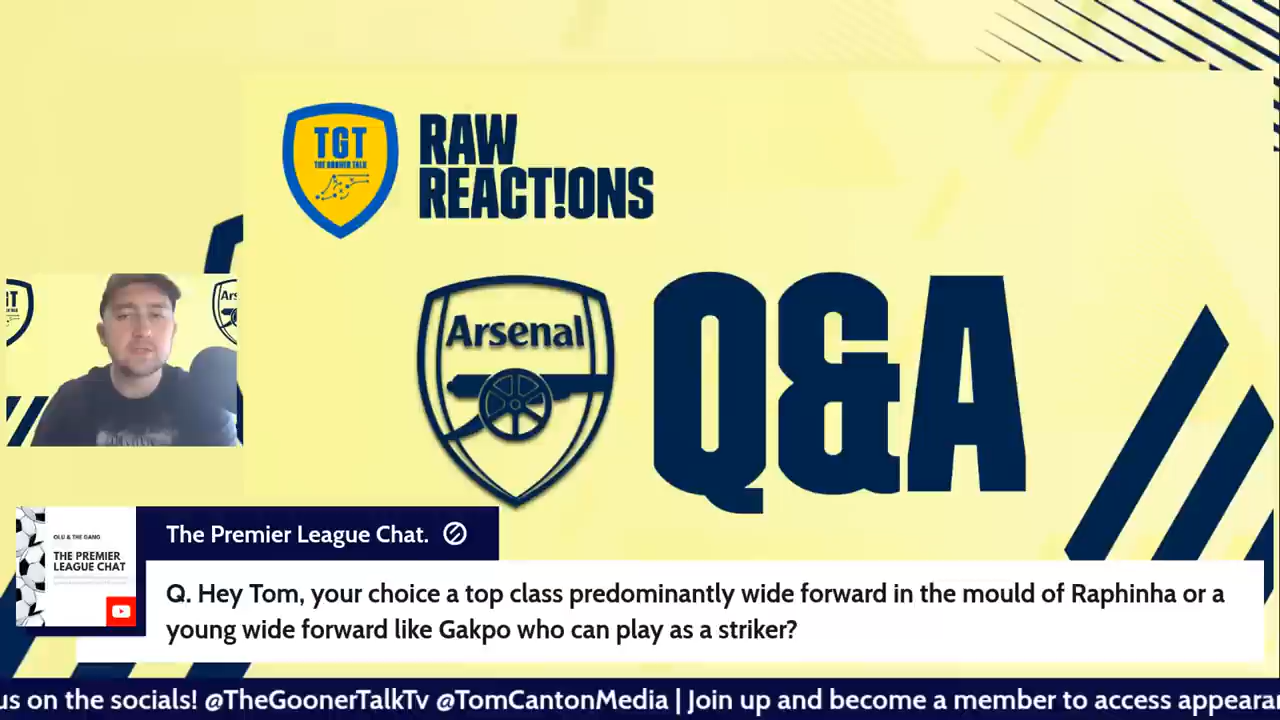 TGT
THE GOONER TALK
RAW
REACT!ONS
Arsenal
Q&A
Ars
OLU & THE GANG
THE PREMIER
LEAGUE CHAT
The Premier League Chat.
Q. Hey Tom, your choice a top class predominantly wide forward in the mould of Raphinha or a
young wide forward like Gakpo who can play as a striker?
us on the socials! @TheGoonerTalkTv @TomCantonMedia | Join up and become a member to access appeara